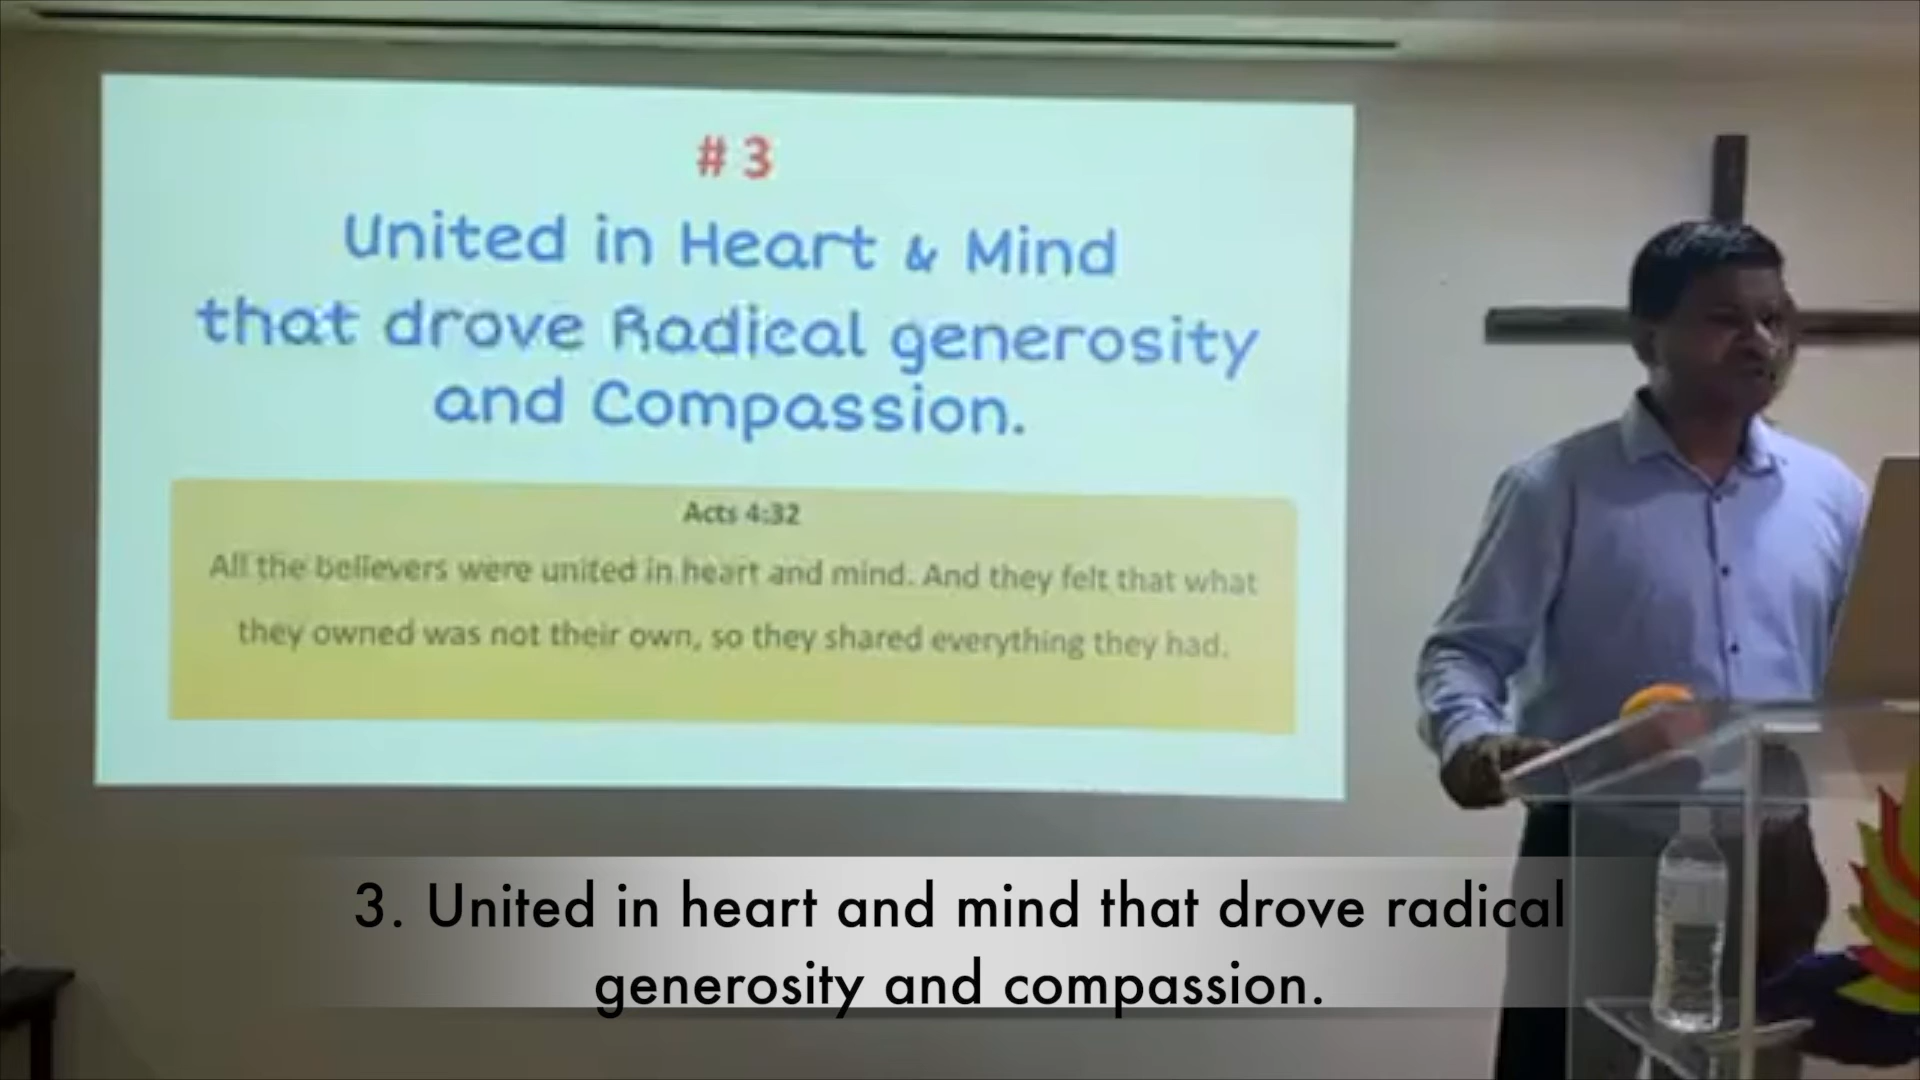 # 3
United in Heart & Mind
that drove Radical generosity
and Compassion.
Acts 4:32
All the believers were united in heart and mind. And they felt that what
they owned was not their own, so they shared everything they had.
3. United in heart and mind that drove radical
generosity and compassion.